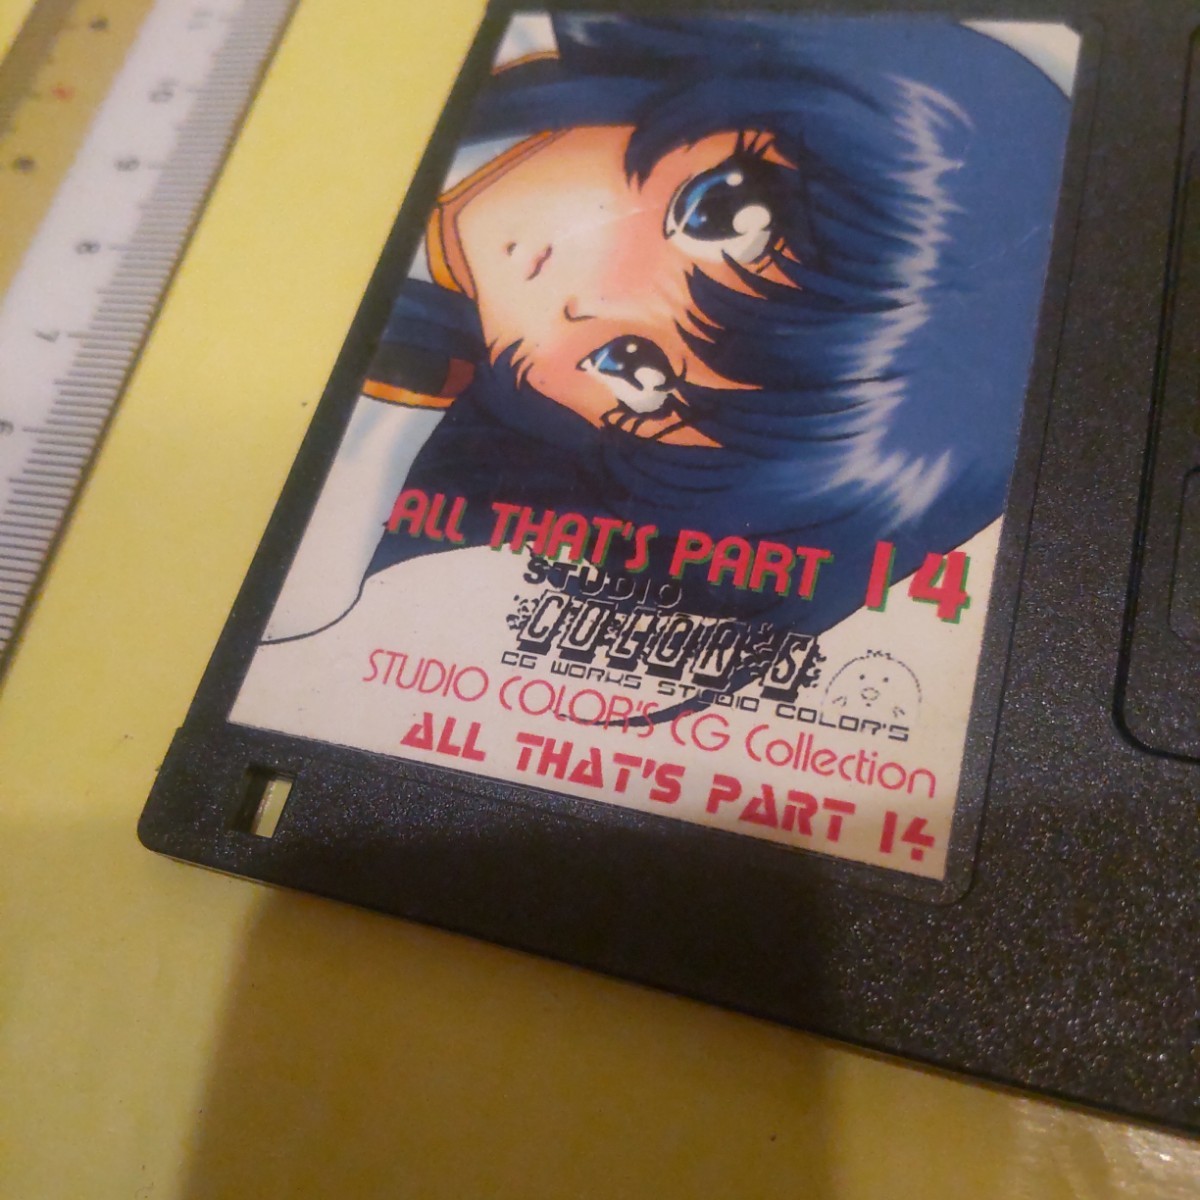 ALL THAT'S PART 14
STUDIO
COLOR'S
CG WORKS STUDIO COLOR'S
STUDIO COLOR'S CG Collection
ALL THAT'S PART 14